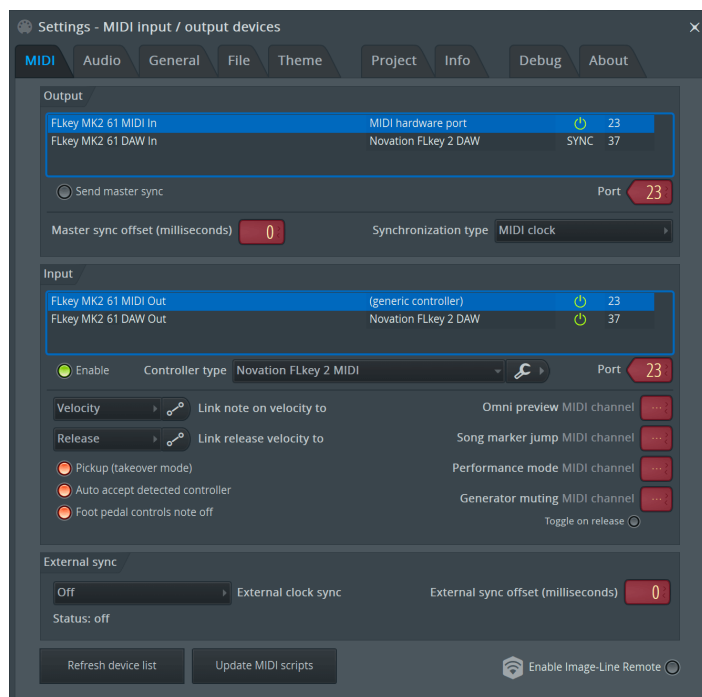 Settings - MIDI input / output devices
MIDI Audio General File Theme Project Info Debug About
Output
FLkey MK2 61 MIDI In MIDI hardware port 23
FLkey MK2 61 DAW In Novation FLkey 2 DAW SYNC 37
Send master sync Port 23
Master sync offset (milliseconds) 0 Synchronization type MIDI clock
Input
FLkey MK2 61 MIDI Out (generic controller) 23
FLkey MK2 61 DAW Out Novation FLkey 2 DAW 37
Enable Controller type Novation FLkey 2 MIDI Port 23
Velocity Link note on velocity to Omni preview MIDI channel ---
Release Link release velocity to Song marker jump MIDI channel ---
Pickup (takeover mode) Performance mode MIDI channel ---
Auto accept detected controller Generator muting MIDI channel ---
Foot pedal controls note off Toggle on release
External sync
Off External clock sync External sync offset (milliseconds) 0
Status: off
Refresh device list Update MIDI scripts Enable Image-Line Remote